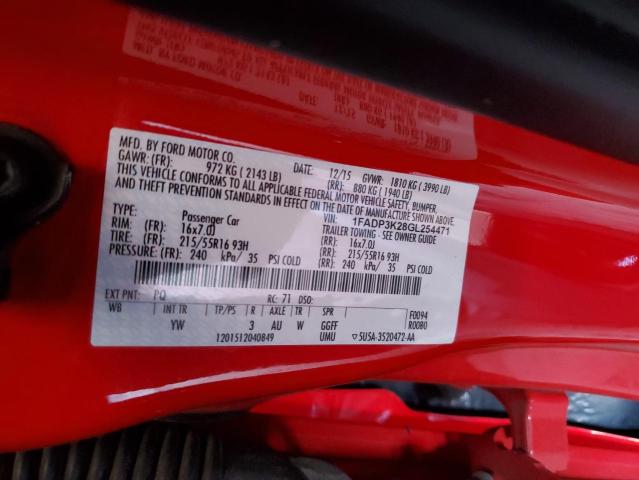 MFD. BY FORD MOTOR CO.
DATE: 12/15 GVWR: 1810 KG ( 3990 LB)
GAWR: (FR): 972 KG ( 2143 LB) (RR): 880 KG ( 1940 LB)
THIS VEHICLE CONFORMS TO ALL APPLICABLE FEDERAL MOTOR VEHICLE SAFETY, BUMPER,
AND THEFT PREVENTION STANDARDS IN EFFECT ON THE DATE OF MANUFACTURE SHOWN ABOVE.
VIN: 1FADP3K28GL254471
TYPE: Passenger Car TRAILER TOWING - SEE OWNER GUIDE
RIM: (FR): 16x7.0J (RR): 16x7.0J
TIRE: (FR): 215/55R16 93H (RR): 215/55R16 93H
PRESSURE: (FR): 240 kPa/ 35 PSI COLD (RR): 240 kPa/ 35 PSI COLD
EXT PNT: PQ RC: 71 DSO:
WB INT TR TP/PS R AXLE TR SPR F0094
YW 3 AU W GGFF R0080
1201512040849 UMU 5U5A-3520472-AA